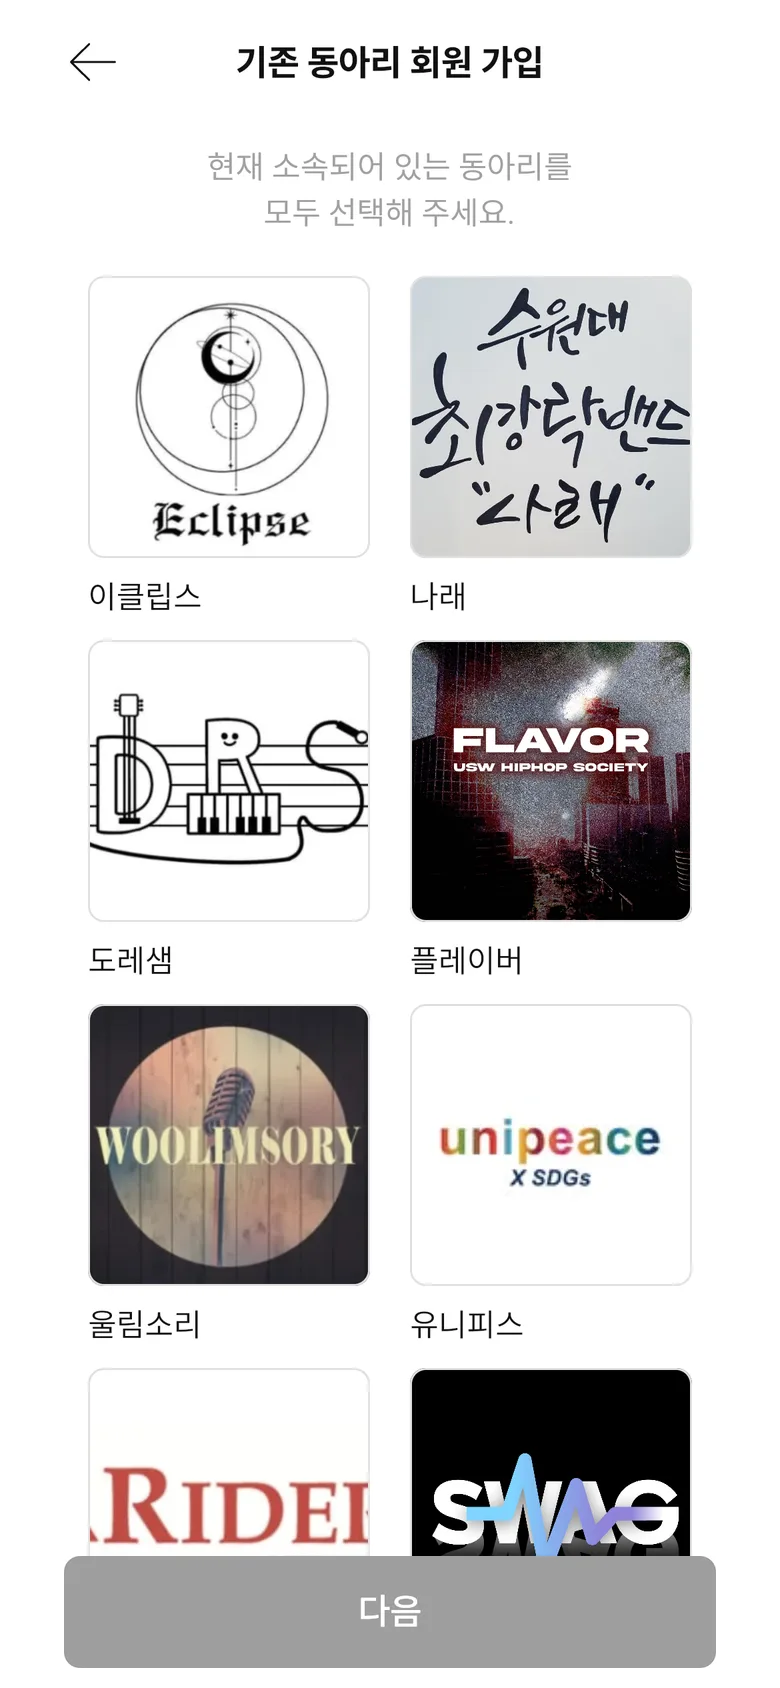 기존 동아리 회원 가입
현재 소속되어 있는 동아리를
모두 선택해 주세요.
Eclipse
수원대
최강락밴드
"나래"
이클립스
나래
DRS
FLAVOR
USW HIPHOP SOCIETY
도레샘
플레이버
WOOLIMSORY
unipeace
X SDGs
울림소리
유니피스
SWAG
다음